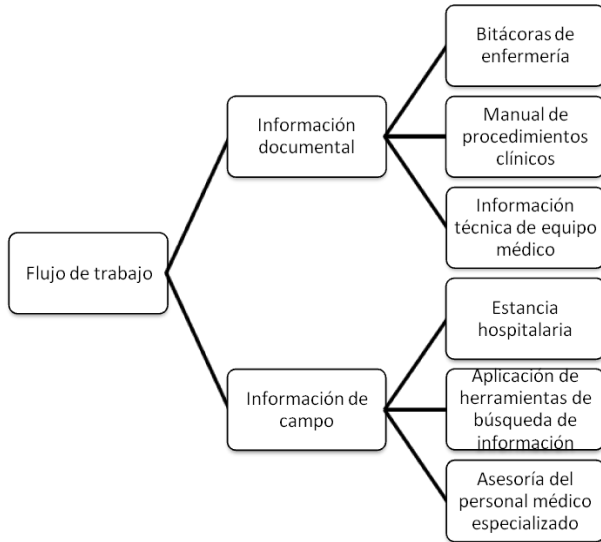 Bitácoras de
enfermería
Información
documental
Manual de
procedimientos
clínicos
Información
técnica de equipo
médico
Flujo de trabajo
Estancia
hospitalaria
Información de
campo
Aplicación de
herramientas de
búsqueda de
información
Asesoría del
personal médico
especializado